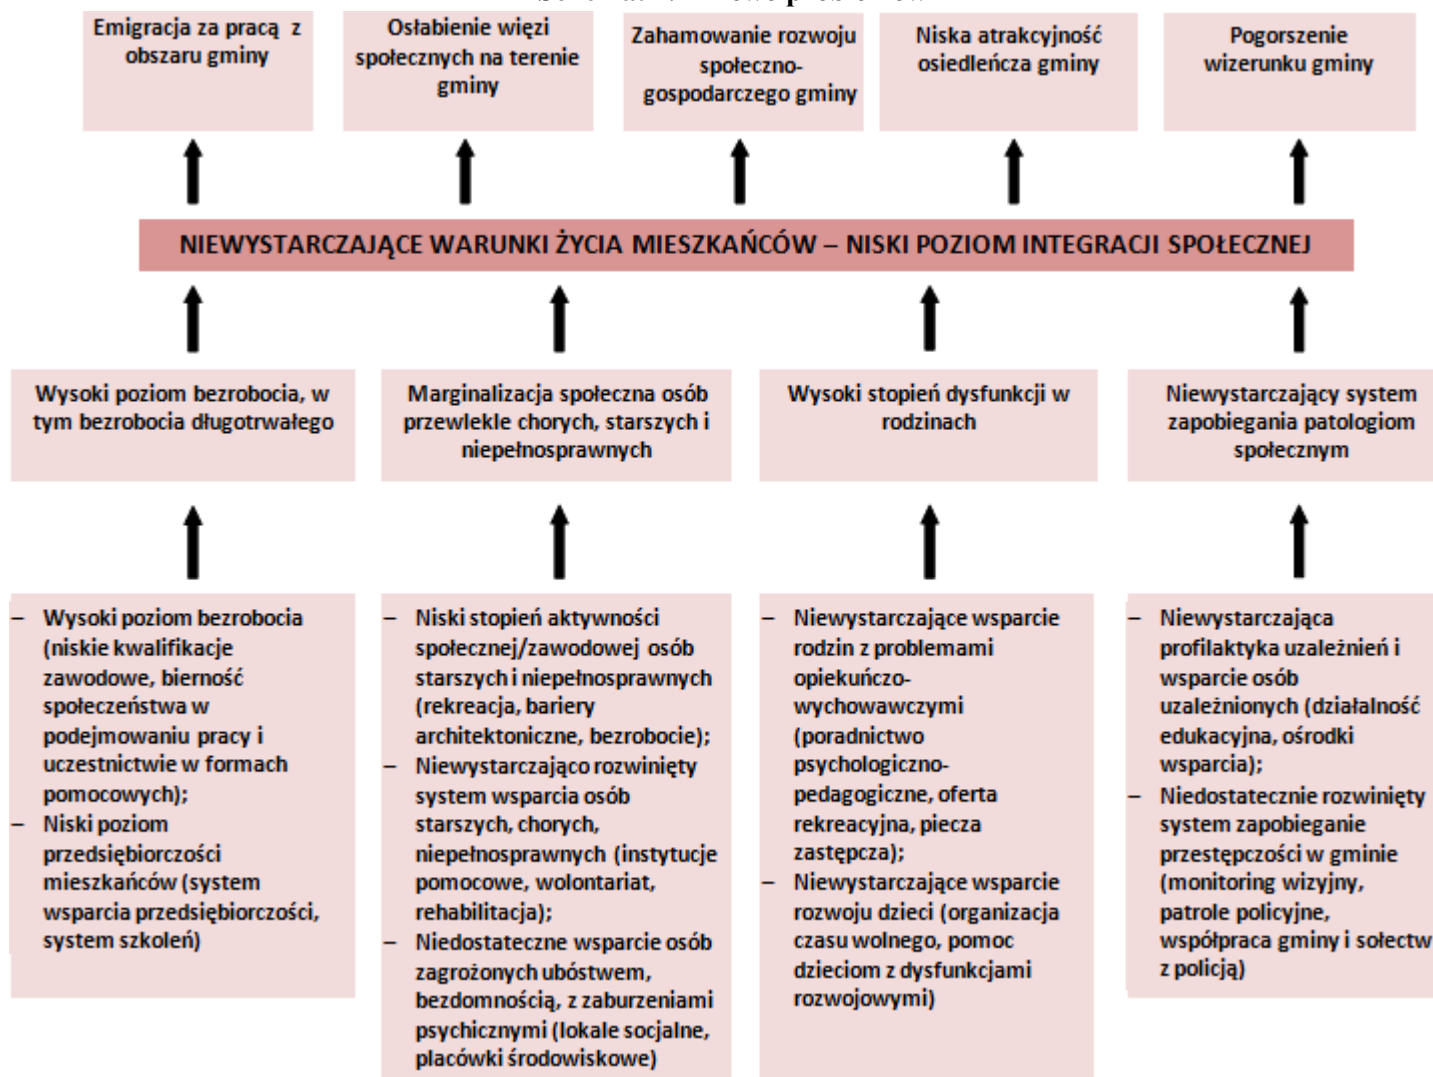 Emigracja za pracą z
obszaru gminy
Osłabienie więzi
społecznych na terenie
gminy
Zahamowanie rozwoju
społeczno-
gospodarczego gminy
Niska atrakcyjność
osiedleńcza gminy
Pogorszenie
wizerunku gminy
NIEWYSTARCZAJĄCE WARUNKI ŻYCIA MIESZKAŃCÓW – NISKI POZIOM INTEGRACJI SPOŁECZNEJ
Wysoki poziom bezrobocia, w
tym bezrobocia długotrwałego
Marginalizacja społeczna osób
przewlekle chorych, starszych i
niepełnosprawnych
Wysoki stopień dysfunkcji w
rodzinach
Niewystarczający system
zapobiegania patologiom
społecznym
– Wysoki poziom bezrobocia
(niskie kwalifikacje
zawodowe, bierność
społeczeństwa w
podejmowaniu pracy i
uczestnictwie w formach
pomocowych);
– Niski poziom
przedsiębiorczości
mieszkańców (system
wsparcia przedsiębiorczości,
system szkoleń)
– Niski stopień aktywności
społecznej/zawodowej osób
starszych i niepełnosprawnych
(rekreacja, bariery
architektoniczne, bezrobocie);
– Niewystarczająco rozwinięty
system wsparcia osób
starszych, chorych,
niepełnosprawnych (instytucje
pomocowe, wolontariat,
rehabilitacja);
– Niedostateczne wsparcie osób
zagrożonych ubóstwem,
bezdomnością, z zaburzeniami
psychicznymi (lokale socjalne,
placówki środowiskowe)
– Niewystarczające wsparcie
rodzin z problemami
opiekuńczo-
wychowawczymi
(poradnictwo
psychologiczno-
pedagogiczne, oferta
rekreacyjna, piecza
zastępcza);
– Niewystarczające wsparcie
rozwoju dzieci (organizacja
czasu wolnego, pomoc
dzieciom z dysfunkcjami
rozwojowymi)
– Niewystarczająca
profilaktyka uzależnień i
wsparcie osób
uzależnionych (działalność
edukacyjna, ośrodki
wsparcia);
– Niedostatecznie rozwinięty
system zapobieganie
przestępczości w gminie
(monitoring wizyjny,
patrole policyjne,
współpraca gminy i sołectw
z policją)